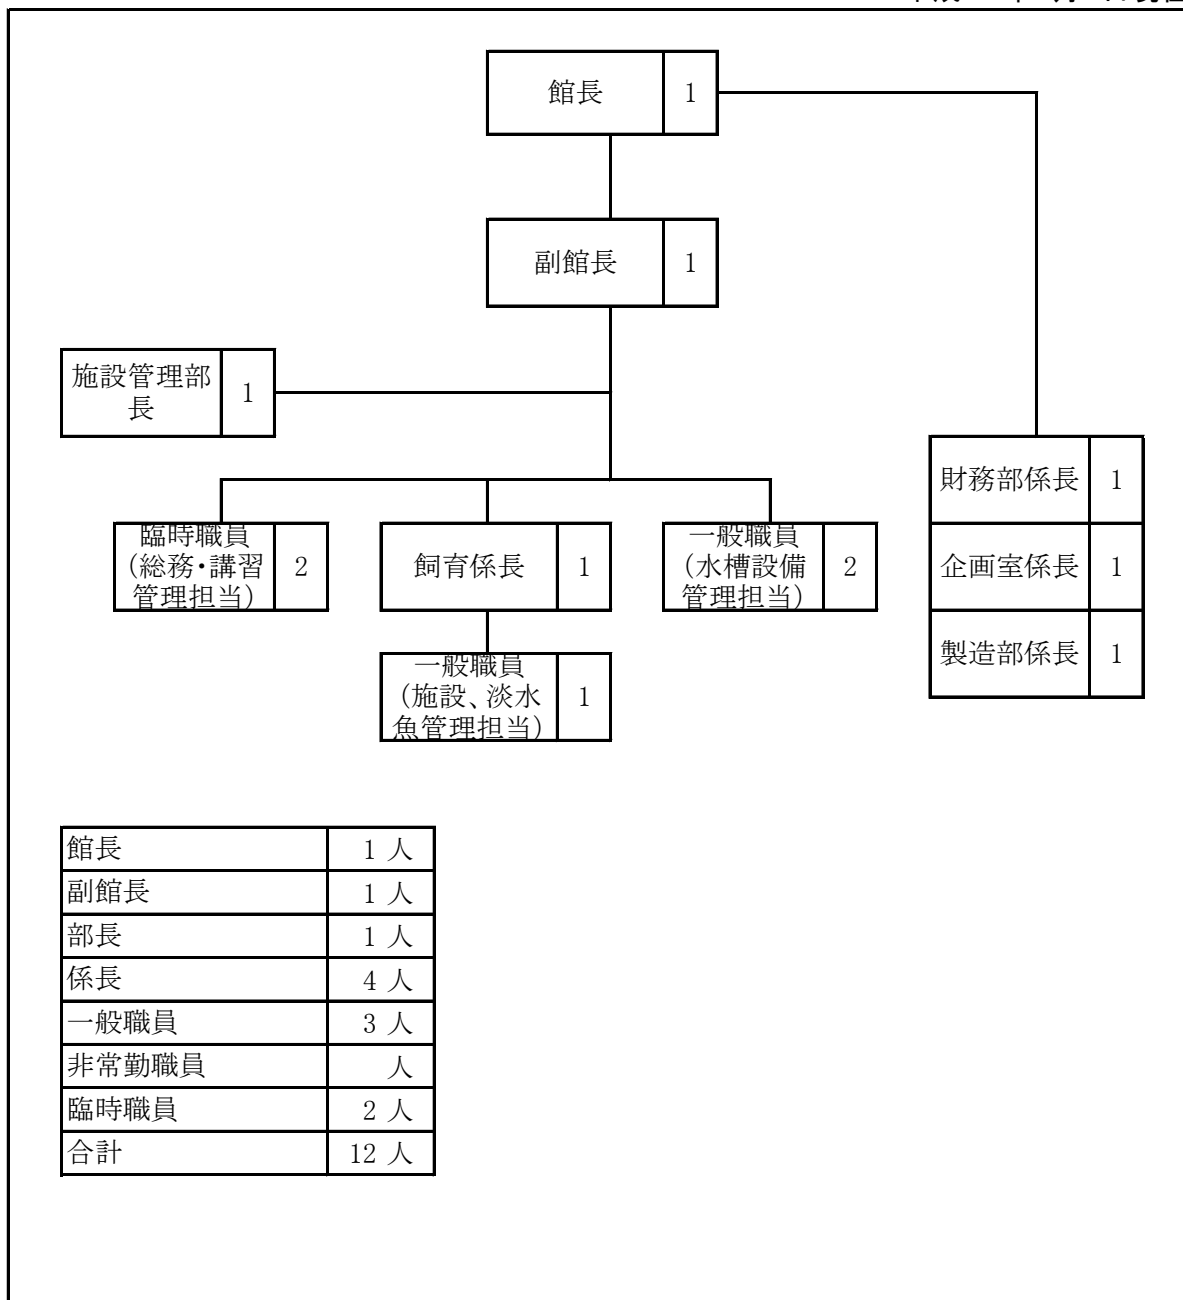 館長 1
副館長 1
施設管理部
長
1
財務部係長 1
臨時職員
(総務・講習
管理担当)
2
飼育係長 1
一般職員
(水槽設備
管理担当)
2
企画室係長 1
製造部係長 1
一般職員
(施設、淡水
魚管理担当)
1
館長 1 人
副館長 1 人
部長 1 人
係長 4 人
一般職員 3 人
非常勤職員 人
臨時職員 2 人
合計 12 人